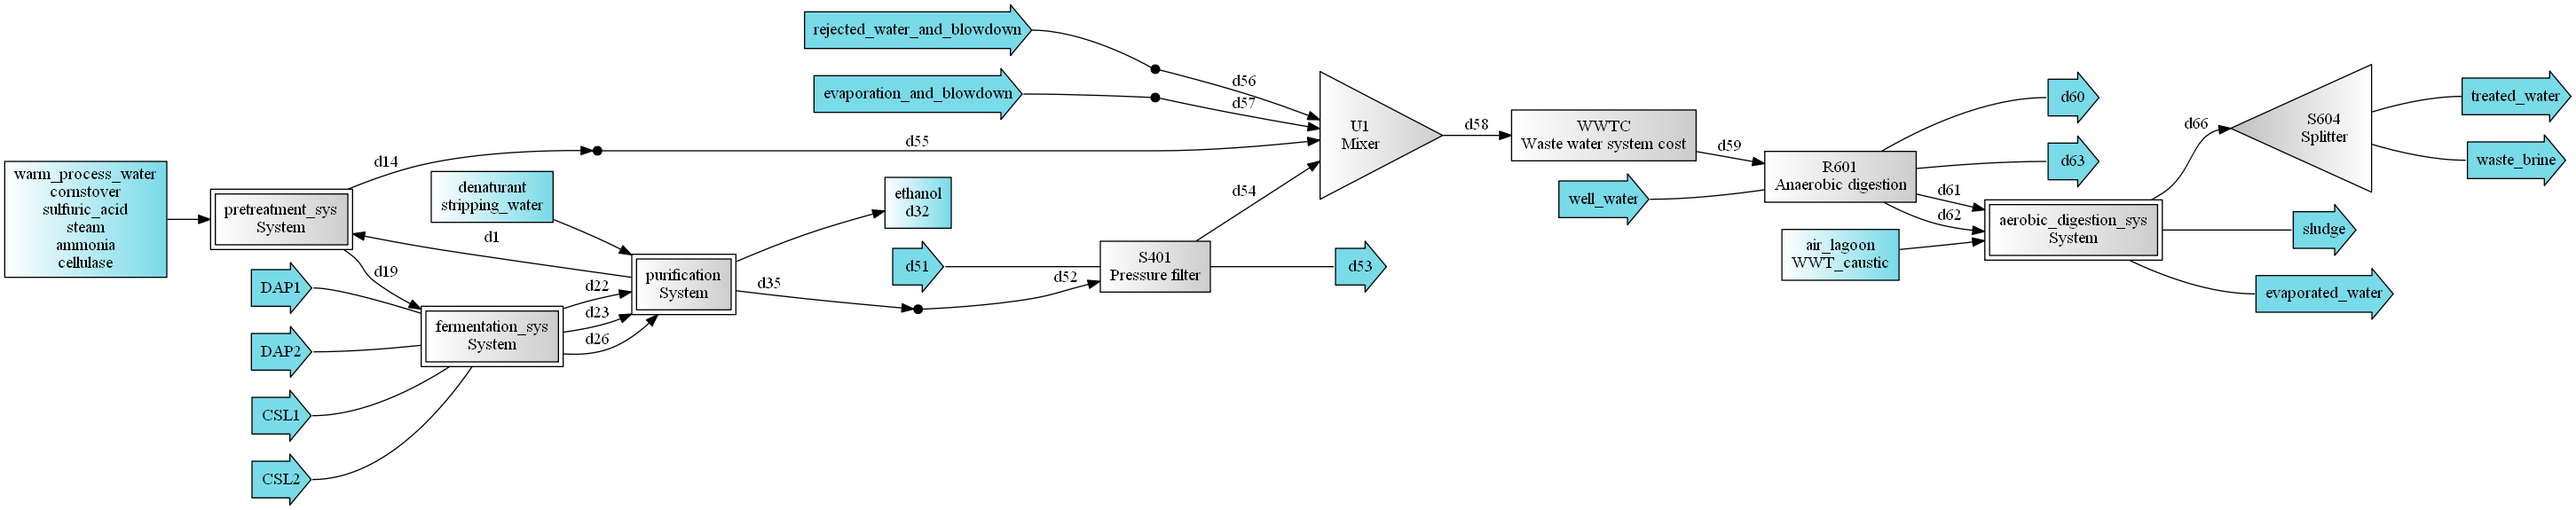 rejected_water_and_blowdown
evaporation_and_blowdown
d56
d57
d55
d14
warm_process_water
cornstover
sulfuric_acid
steam
ammonia
cellulase
pretreatment_sys
System
denaturant
stripping_water
d1
ethanol
d32
d19
DAP1
DAP2
CSL1
CSL2
fermentation_sys
System
d22
d23
d26
purification
System
d35
d51
d52
S401
Pressure filter
d54
d53
U1
Mixer
d58
WWTC
Waste water system cost
d59
well_water
R601
Anaerobic digestion
d60
d63
d61
d62
air_lagoon
WWT_caustic
aerobic_digestion_sys
System
d66
S604
Splitter
treated_water
waste_brine
sludge
evaporated_water